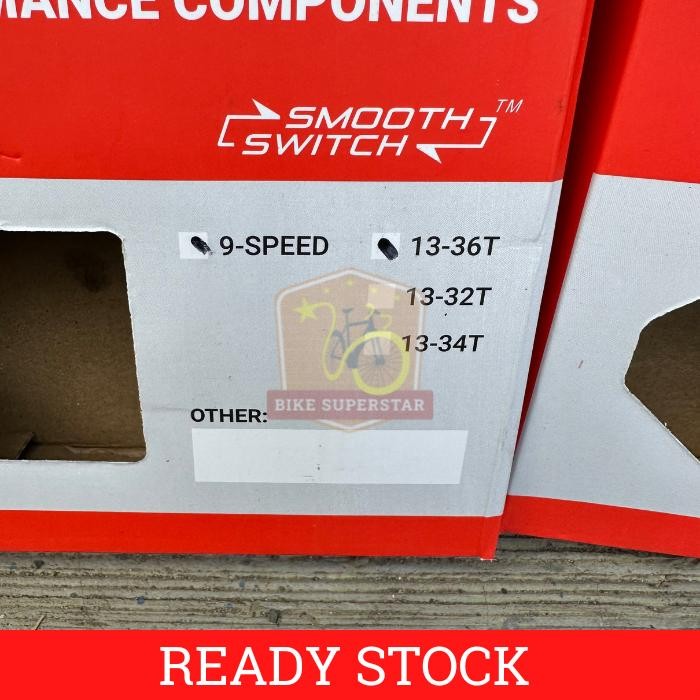 MANCE COMPONENTS
SMOOTH TM
SWITCH
9-SPEED 13-36T
13-32T
13-34T
BIKE SUPERSTAR
OTHER:
READY STOCK